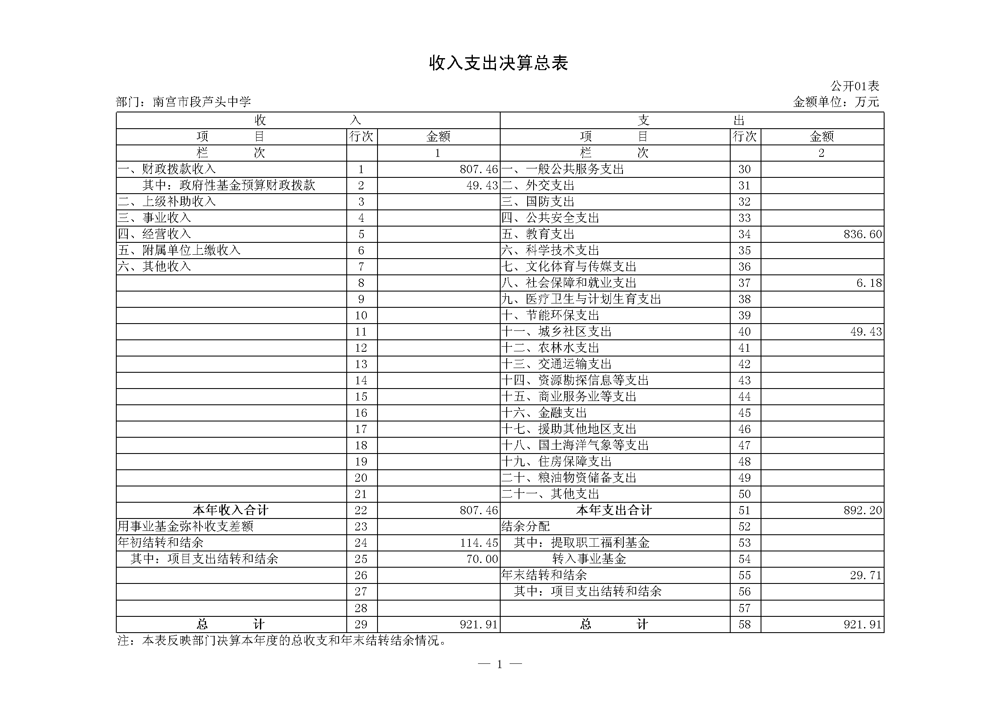 收入支出决算总表
公开01表
部门：南宫市段芦头中学 金额单位：万元
收 入 支 出
项 目 行次 金额 项 目 行次 金额
栏 次 1 栏 次 2
一、财政拨款收入 1 807.46 一、一般公共服务支出 30
其中：政府性基金预算财政拨款 2 49.43 二、外交支出 31
二、上级补助收入 3 三、国防支出 32
三、事业收入 4 四、公共安全支出 33
四、经营收入 5 五、教育支出 34 836.60
五、附属单位上缴收入 6 六、科学技术支出 35
六、其他收入 7 七、文化体育与传媒支出 36
8 八、社会保障和就业支出 37 6.18
9 九、医疗卫生与计划生育支出 38
10 十、节能环保支出 39
11 十一、城乡社区支出 40 49.43
12 十二、农林水支出 41
13 十三、交通运输支出 42
14 十四、资源勘探信息等支出 43
15 十五、商业服务业等支出 44
16 十六、金融支出 45
17 十七、援助其他地区支出 46
18 十八、国土海洋气象等支出 47
19 十九、住房保障支出 48
20 二十、粮油物资储备支出 49
21 二十一、其他支出 50
本年收入合计 22 807.46 本年支出合计 51 892.20
用事业基金弥补收支差额 23 结余分配 52
年初结转和结余 24 114.45 其中：提取职工福利基金 53
其中：项目支出结转和结余 25 70.00 转入事业基金 54
26 年末结转和结余 55 29.71
27 其中：项目支出结转和结余 56
28 57
总 计 29 921.91 总 计 58 921.91
注：本表反映部门决算本年度的总收支和年末结转结余情况。
— 1 —